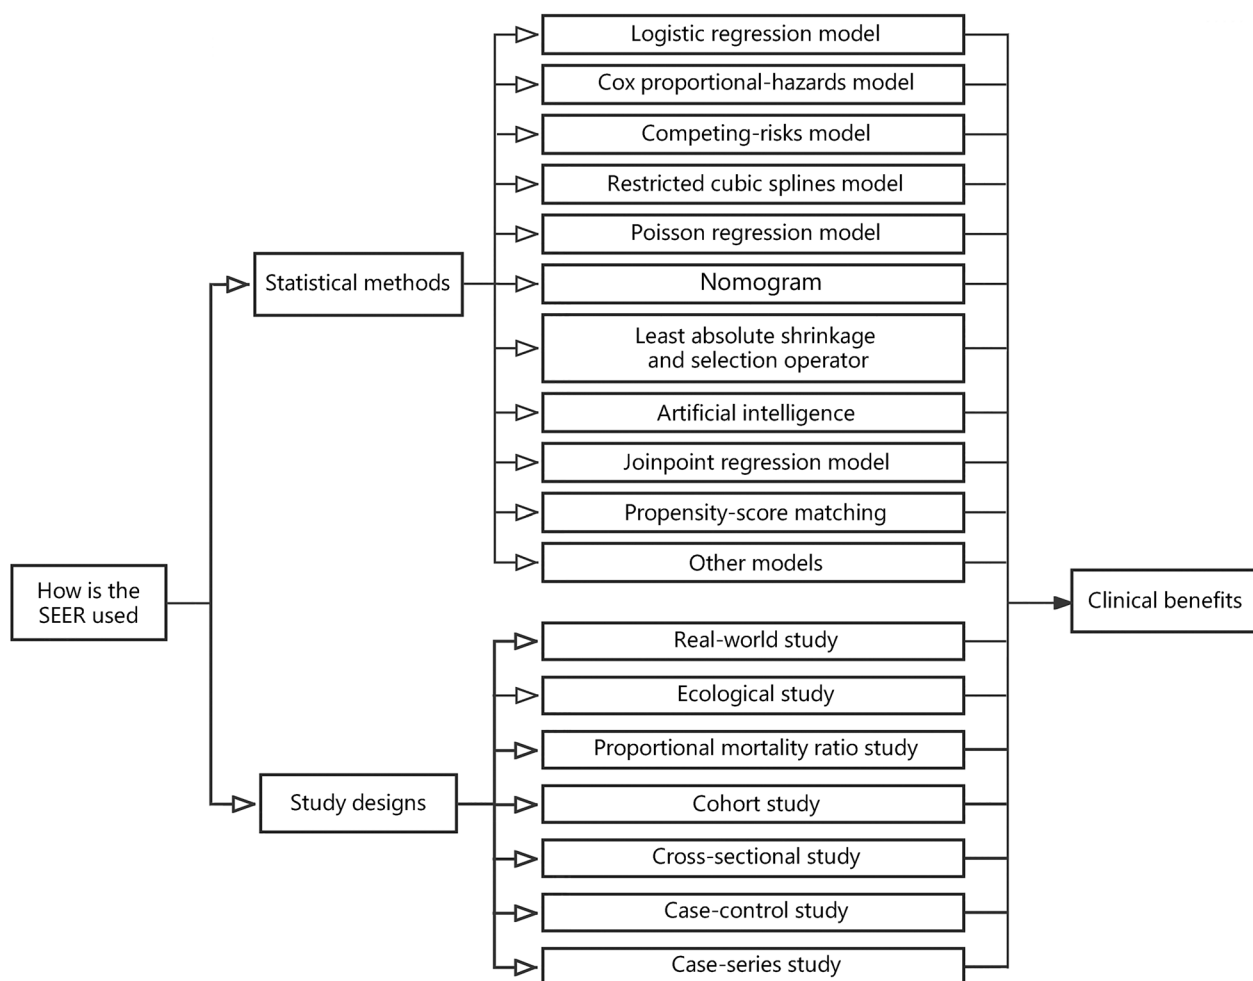 Logistic regression model
Cox proportional-hazards model
Competing-risks model
Restricted cubic splines model
Poisson regression model
Statistical methods
Nomogram
Least absolute shrinkage
and selection operator
Artificial intelligence
Joinpoint regression model
Propensity-score matching
Other models
How is the
SEER used
Clinical benefits
Real-world study
Ecological study
Proportional mortality ratio study
Study designs
Cohort study
Cross-sectional study
Case-control study
Case-series study